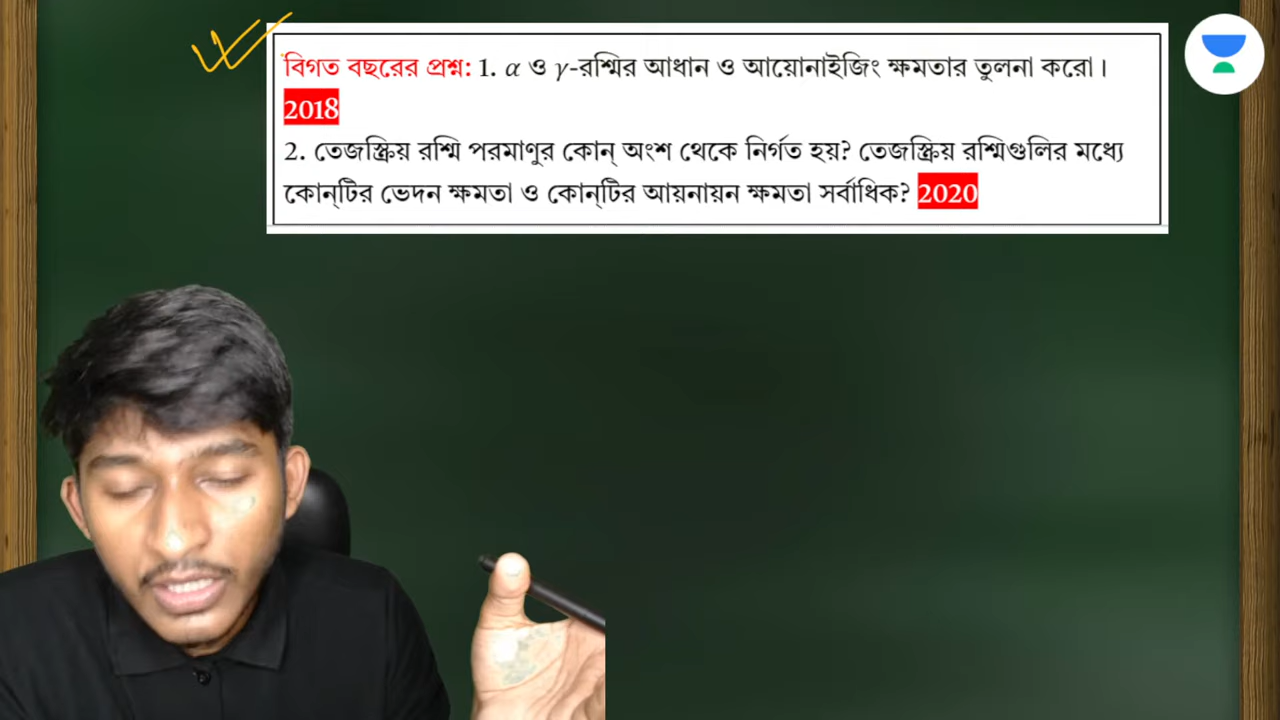 বিগত বছরের প্রশ্ন: 1. α ও γ-রশ্মির আধান ও আয়োনাইজিং ক্ষমতার তুলনা করো।
2018
2. তেজস্ক্রিয় রশ্মি পরমাণুর কোন্ অংশ থেকে নির্গত হয়? তেজস্ক্রিয় রশ্মিগুলির মধ্যে
কোন্‌টির ভেদন ক্ষমতা ও কোন্‌টির আয়নায়ন ক্ষমতা সর্বাধিক? 2020